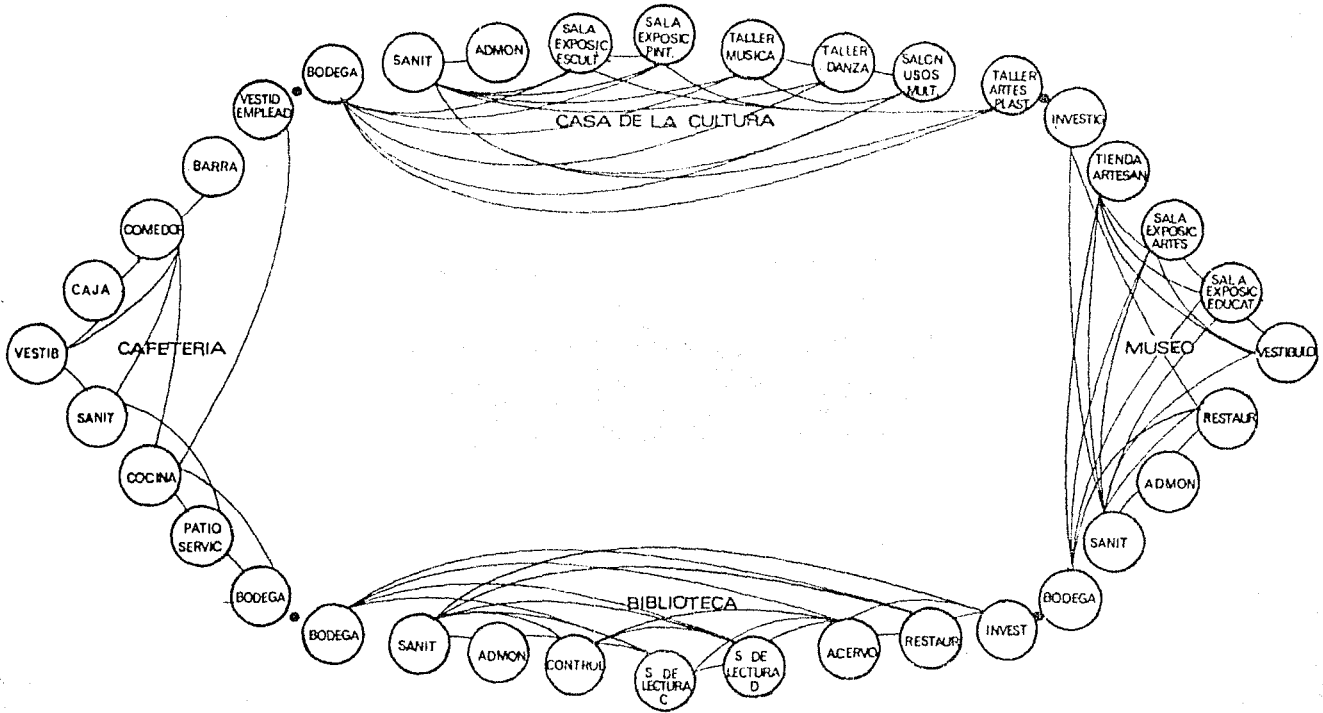 BODEGA
SANIT
ADMON
SALA
EXPOSIC
ESCULT.
SALA
EXPOSIC
PINT.
TALLER
MUSICA
TALLER
DANZA
SALON
USOS
MULT.
TALLER
ARTES
PLAST.
CASA DE LA CULTURA
INVESTIG
TIENDA
ARTESAN
SALA
EXPOSIC
ARTES
SALA
EXPOSIC
EDUCAT
VESTIBULO
MUSEO
RESTAUR
ADMON
SANIT
BODEGA
INVEST
RESTAUR
ACERVO
S DE
LECTURA
D
S DE
LECTURA
C
CONTROL
ADMON
SANIT
BODEGA
BIBLIOTECA
BODEGA
PATIO
SERVIC
COCINA
SANIT
VESTIB
CAJA
COMEDOR
BARRA
VESTID
EMPLEAD
CAFETERIA